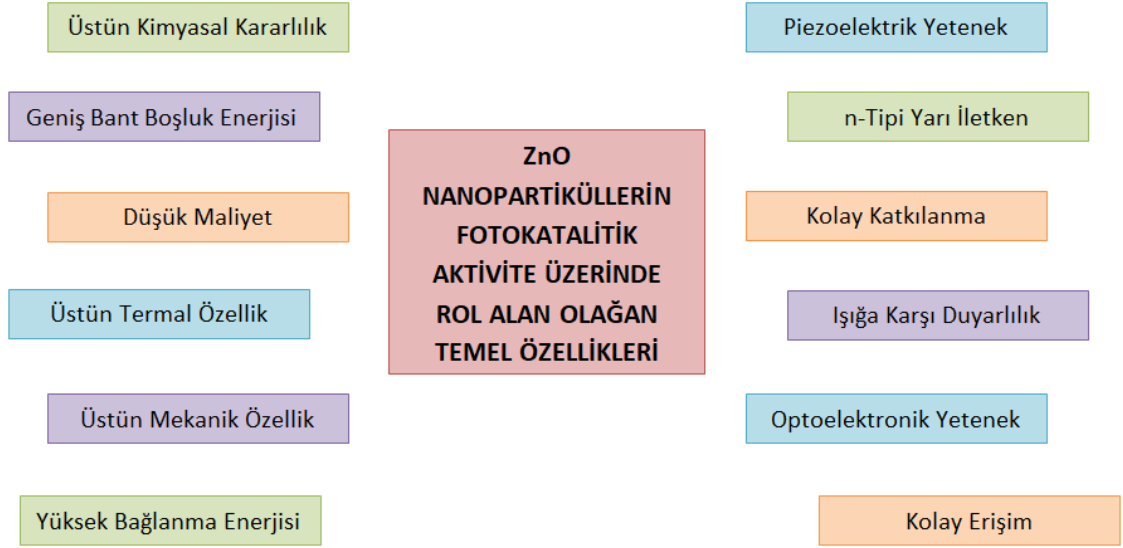 Üstün Kimyasal Kararlılık
Geniş Bant Boşluk Enerjisi
Düşük Maliyet
Üstün Termal Özellik
Üstün Mekanik Özellik
Yüksek Bağlanma Enerjisi
ZnO
NANOPARTİKÜLLERİN
FOTOKATALİTİK
AKTİVİTE ÜZERİNDE
ROL ALAN OLAĞAN
TEMEL ÖZELLİKLERİ
Piezoelektrik Yetenek
n-Tipi Yarı İletken
Kolay Katkılanma
Işığa Karşı Duyarlılık
Optoelektronik Yetenek
Kolay Erişim